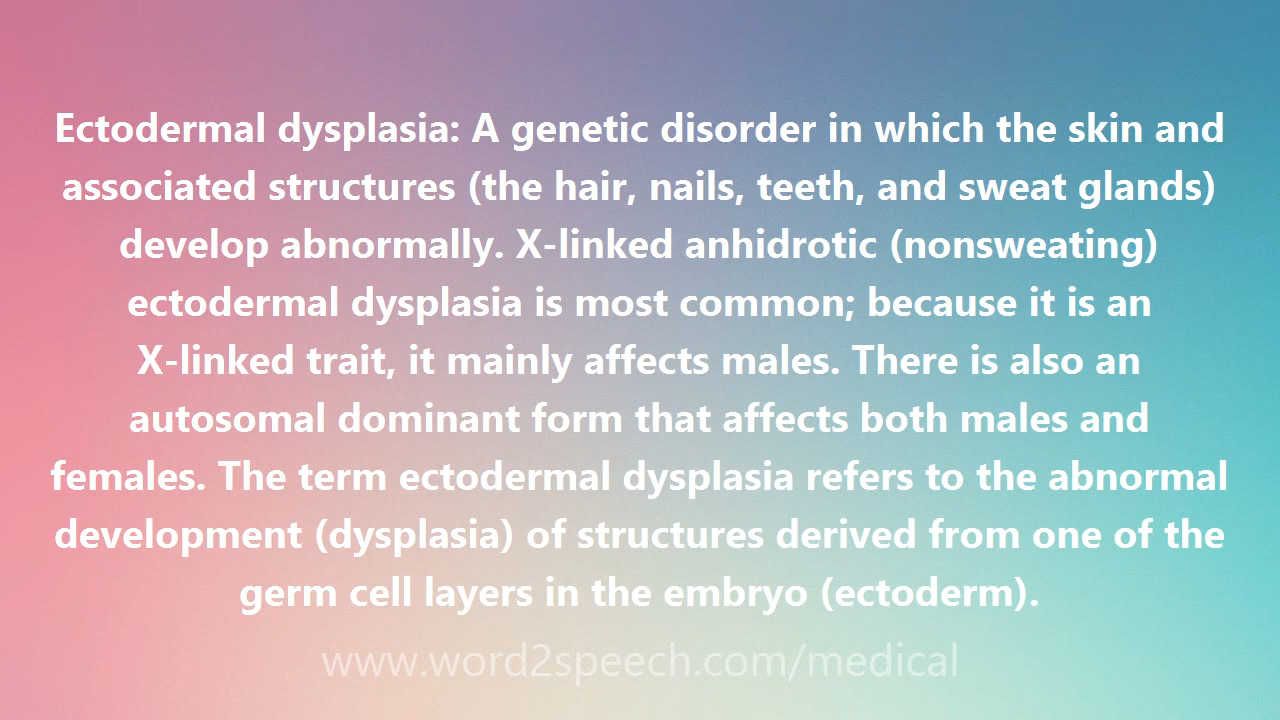 Ectodermal dysplasia: A genetic disorder in which the skin and
associated structures (the hair, nails, teeth, and sweat glands)
develop abnormally. X-linked anhidrotic (nonsweating)
ectodermal dysplasia is most common; because it is an
X-linked trait, it mainly affects males. There is also an
autosomal dominant form that affects both males and
females. The term ectodermal dysplasia refers to the abnormal
development (dysplasia) of structures derived from one of the
germ cell layers in the embryo (ectoderm).
www.word2speech.com/medical